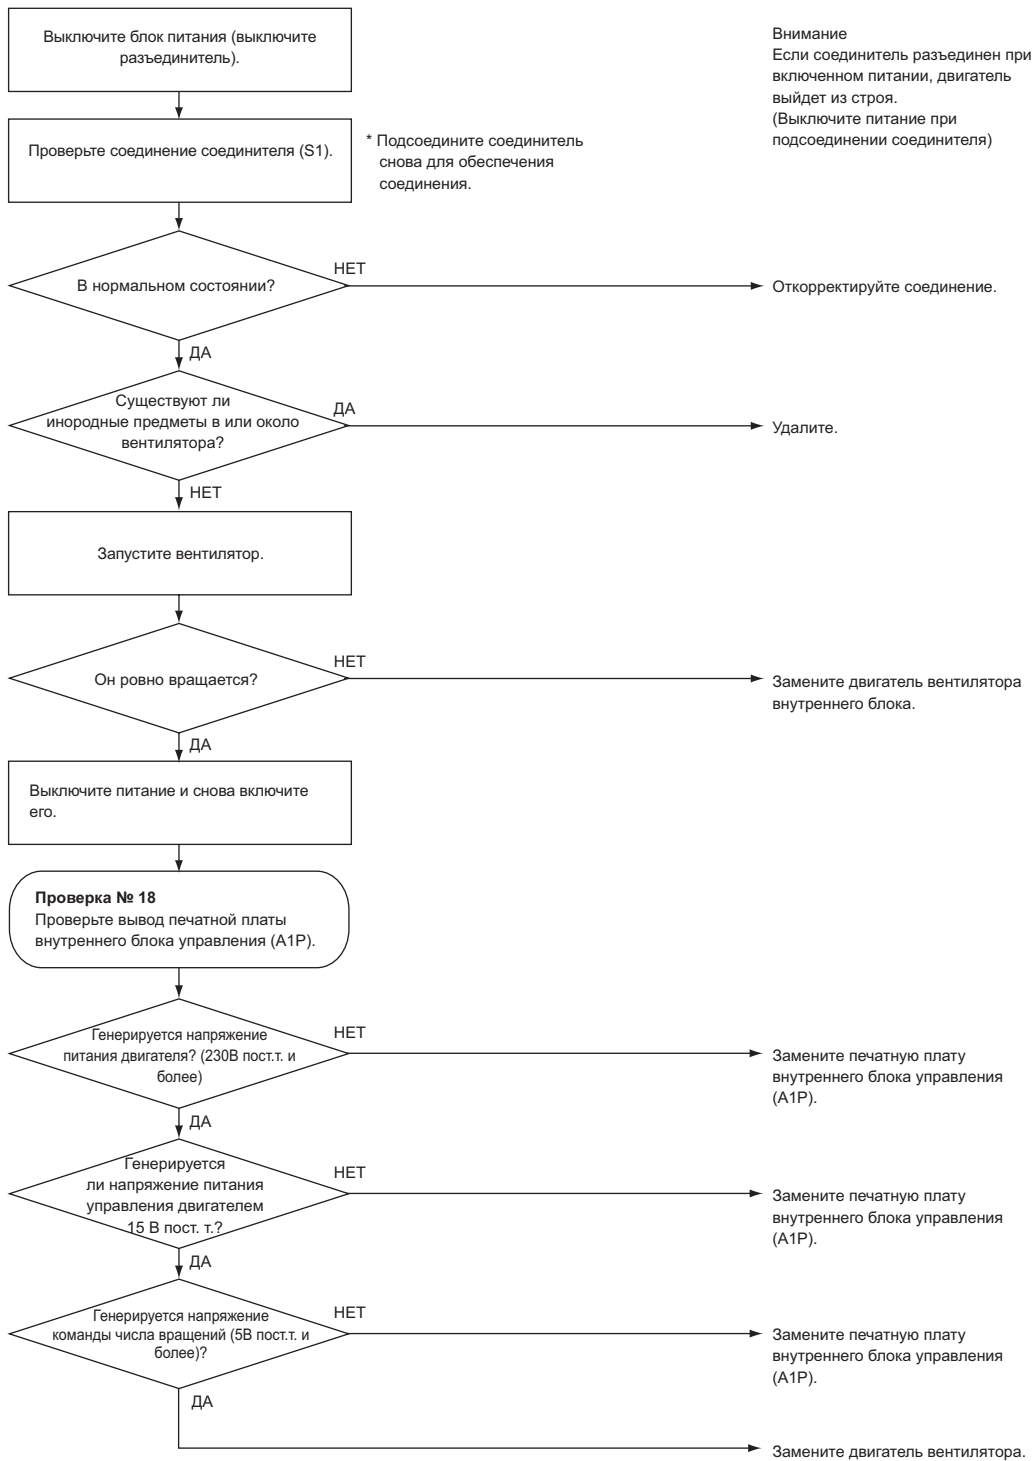 Выключите блок питания (выключите
разъединитель).
Внимание
Если соединитель разъединен при
включенном питании, двигатель
выйдет из строя.
(Выключите питание при
подсоединении соединителя)
Проверьте соединение соединителя (S1).
* Подсоедините соединитель
снова для обеспечения
соединения.
В нормальном состоянии?
НЕТ
Откорректируйте соединение.
ДА
Существуют ли
инородные предметы в или около
вентилятора?
ДА
Удалите.
НЕТ
Запустите вентилятор.
Он ровно вращается?
НЕТ
Замените двигатель вентилятора
внутреннего блока.
ДА
Выключите питание и снова включите
его.
Проверка № 18
Проверьте вывод печатной платы
внутреннего блока управления (A1P).
Генерируется напряжение
питания двигателя? (230В пост.т. и
более)
НЕТ
Замените печатную плату
внутреннего блока управления
(A1P).
ДА
Генерируется
ли напряжение питания
управления двигателем
15 В пост. т.?
НЕТ
Замените печатную плату
внутреннего блока управления
(A1P).
ДА
Генерируется напряжение
команды числа вращений (5В пост.т. и
более)?
НЕТ
Замените печатную плату
внутреннего блока управления
(A1P).
ДА
Замените двигатель вентилятора.